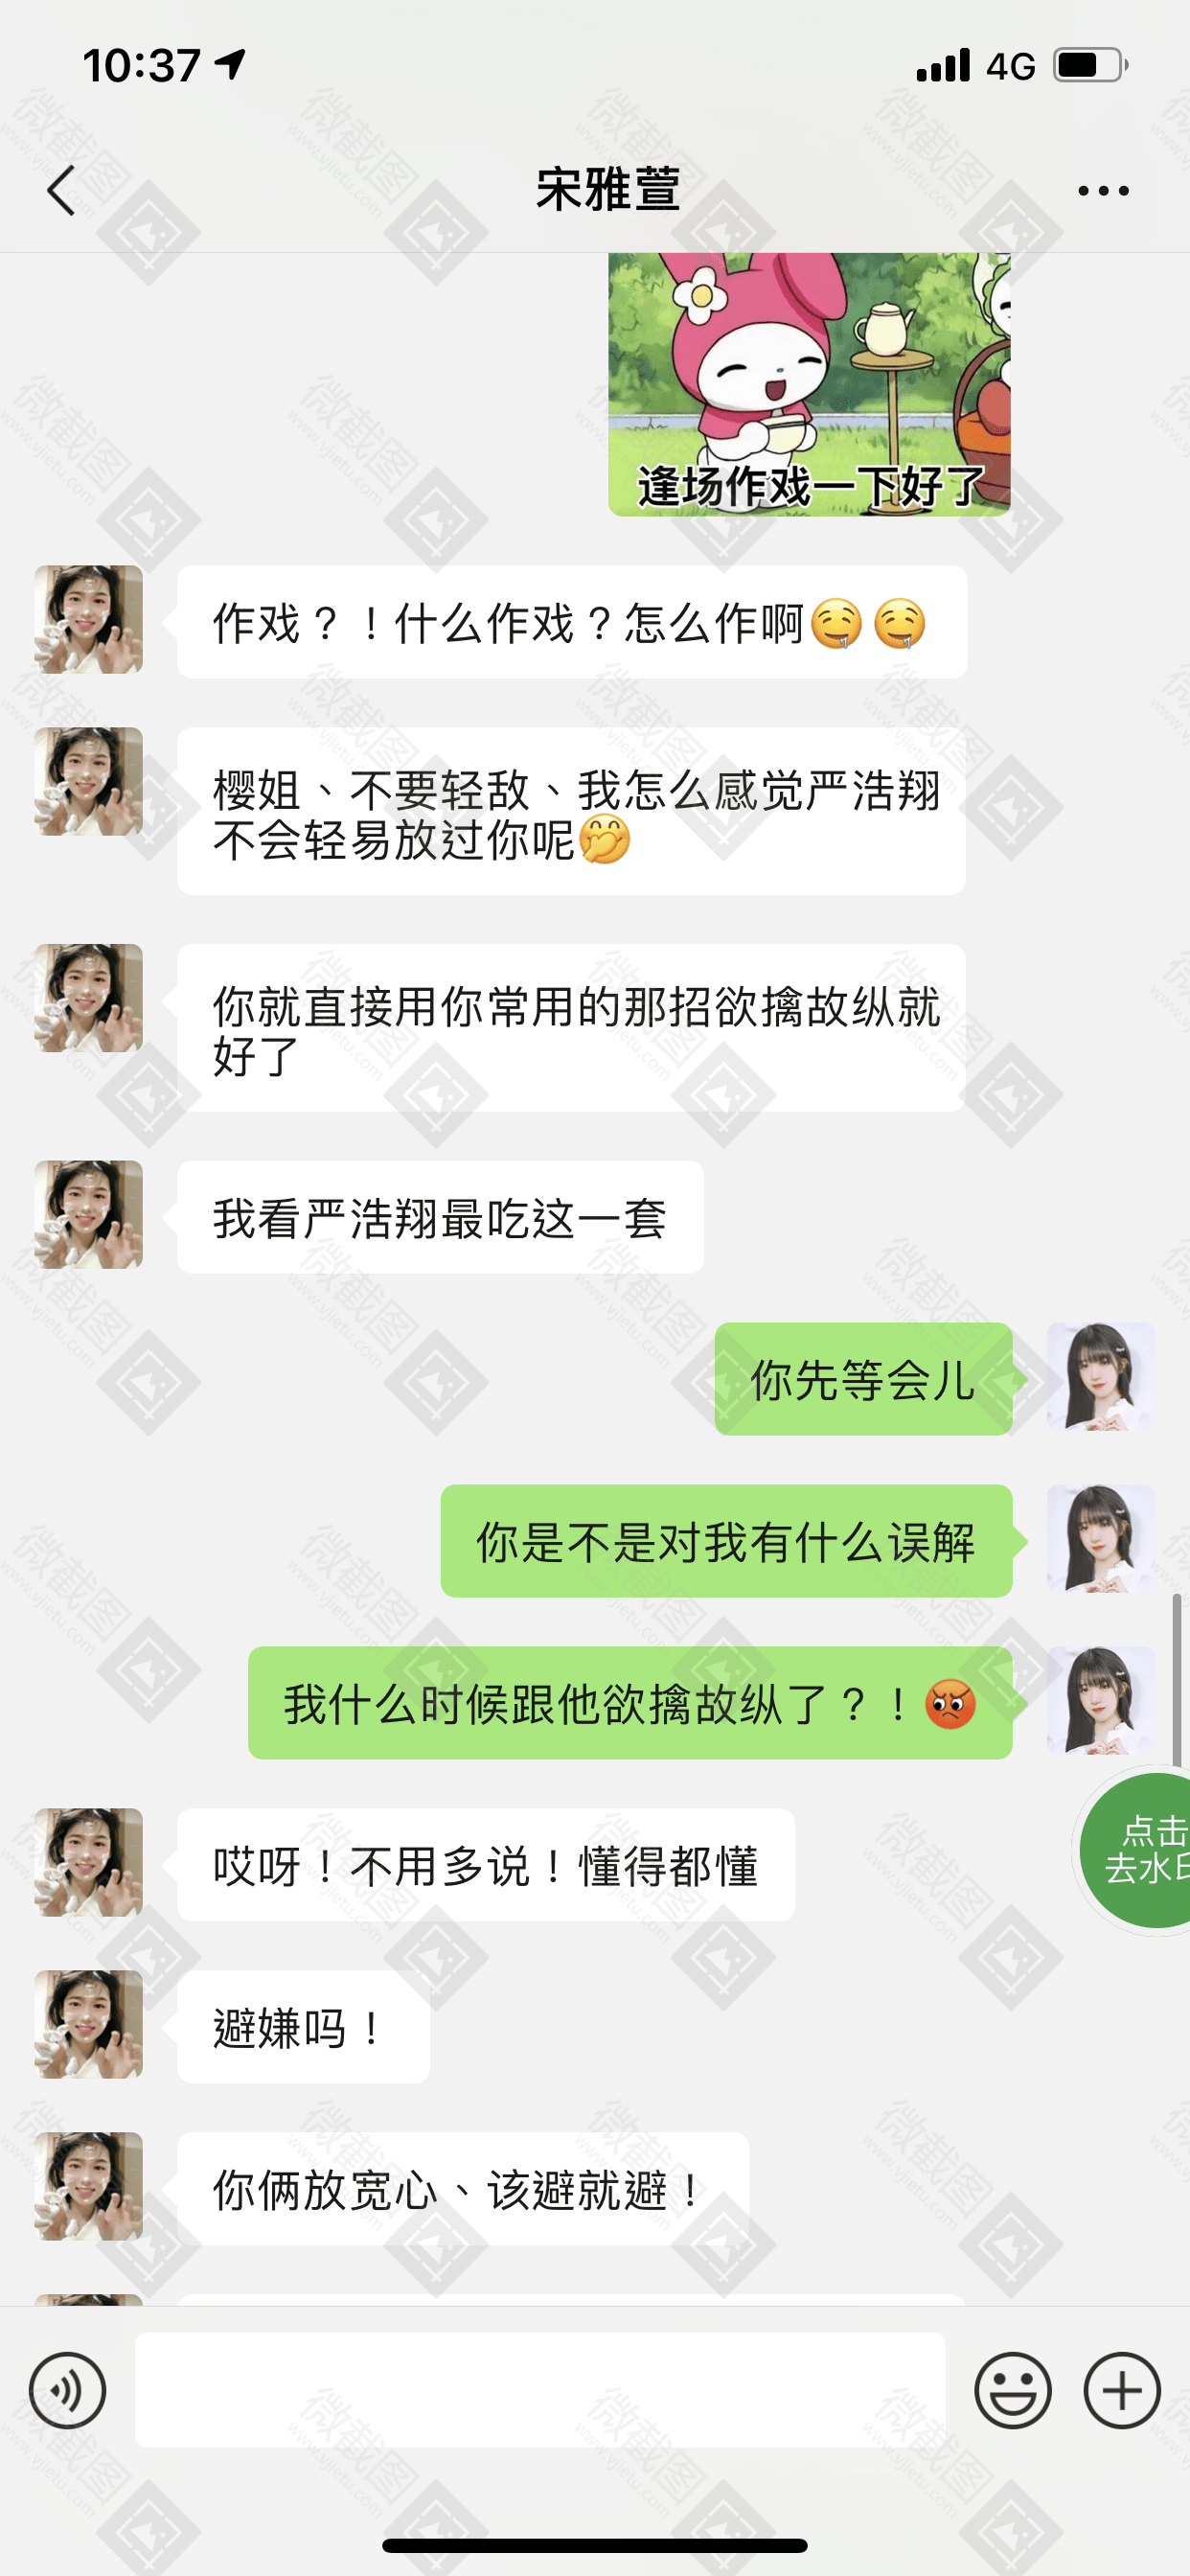 10:37
4G
宋雅萱
逢场作戏一下好了
作戏？！什么作戏？怎么作啊🤤🤤
樱姐、不要轻敌、我怎么感觉严浩翔
不会轻易放过你呢🤭
你就直接用你常用的那招欲擒故纵就
好了
我看严浩翔最吃这一套
你先等会儿
你是不是对我有什么误解
我什么时候跟他欲擒故纵了？！😡
哎呀！不用多说！懂得都懂
避嫌吗！
你俩放宽心、该避就避！
点击
去水印
微截图
www.vjietu.com